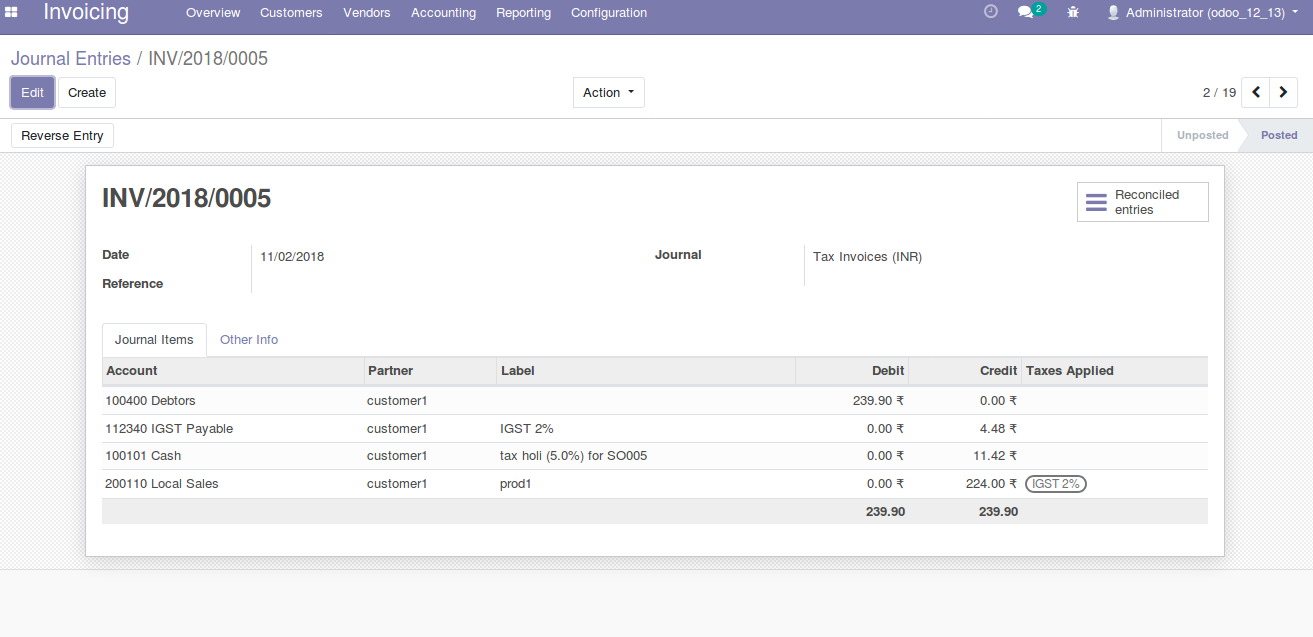 Invoicing Overview Customers Vendors Accounting Reporting Configuration 2 Administrator (odoo_12_13)
Journal Entries / INV/2018/0005
Edit Create Action 2 / 19
Reverse Entry Unposted Posted
INV/2018/0005
Reconciled
entries
Date 11/02/2018 Journal Tax Invoices (INR)
Reference
Journal Items Other Info
Account Partner Label Debit Credit Taxes Applied
100400 Debtors customer1 239.90 ₹ 0.00 ₹
112340 IGST Payable customer1 IGST 2% 0.00 ₹ 4.48 ₹
100101 Cash customer1 tax holi (5.0%) for SO005 0.00 ₹ 11.42 ₹
200110 Local Sales customer1 prod1 0.00 ₹ 224.00 ₹ IGST 2%
239.90 239.90